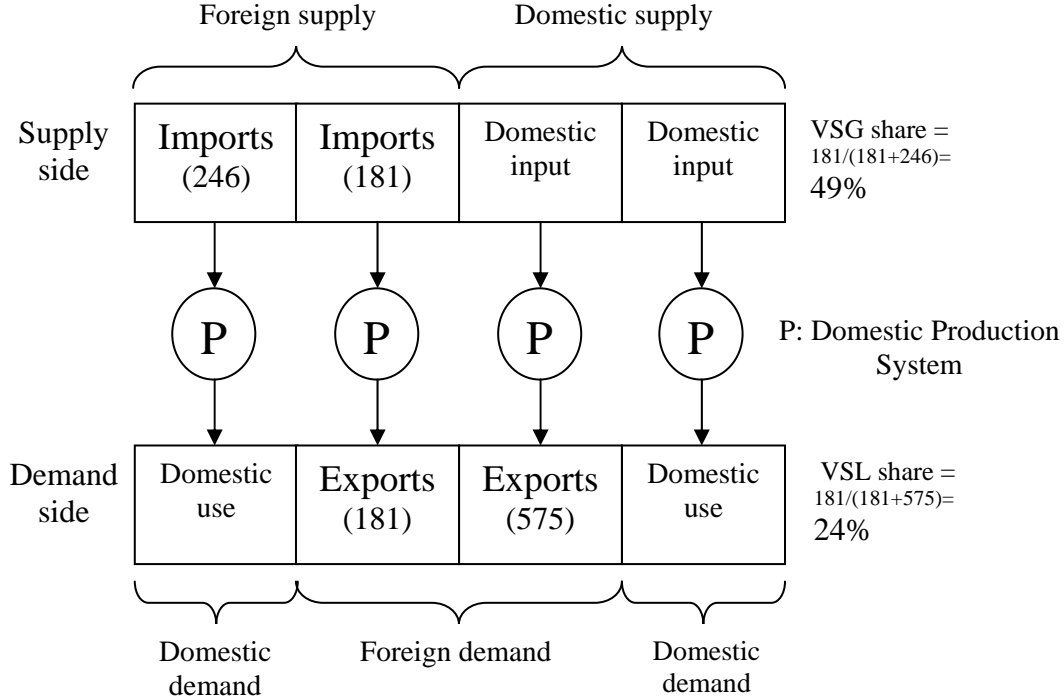 Foreign supply
Domestic supply
Supply
side
Imports
(246)
Imports
(181)
Domestic
input
Domestic
input
VSG share =
181/(181+246)=
49%
P
P
P
P
P: Domestic Production
System
Demand
side
Domestic
use
Exports
(181)
Exports
(575)
Domestic
use
VSL share =
181/(181+575)=
24%
Domestic
demand
Foreign demand
Domestic
demand